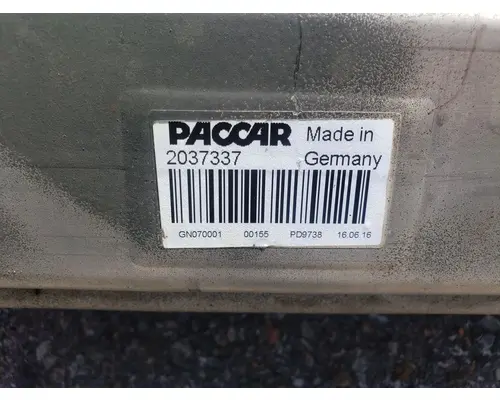 PACCAR Made in
2037337 Germany
GN070001 00155 PD9738 16.06.16